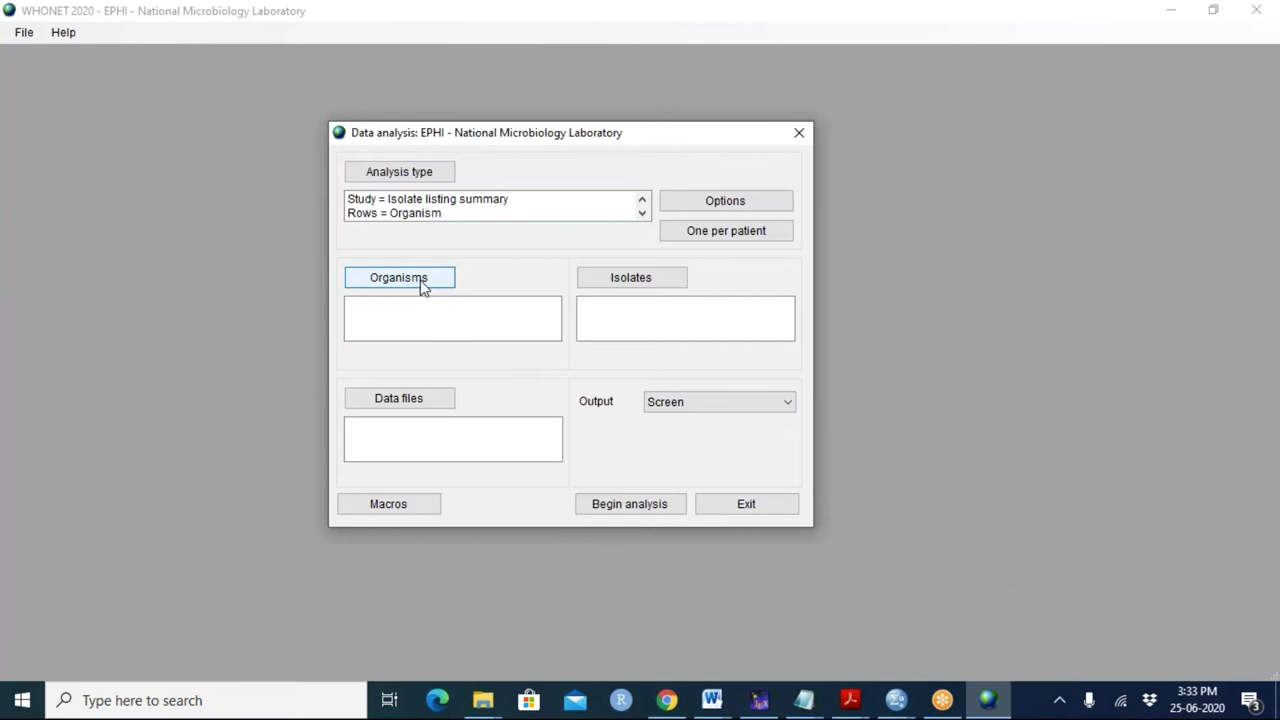 WHONET 2020 - EPHI - National Microbiology Laboratory
File Help
Data analysis: EPHI - National Microbiology Laboratory
Analysis type
Study = Isolate listing summary
Rows = Organism
Options
One per patient
Organisms
Isolates
Data files
Output
Screen
Macros
Begin analysis
Exit
Type here to search
3:33 PM
25-06-2020
3